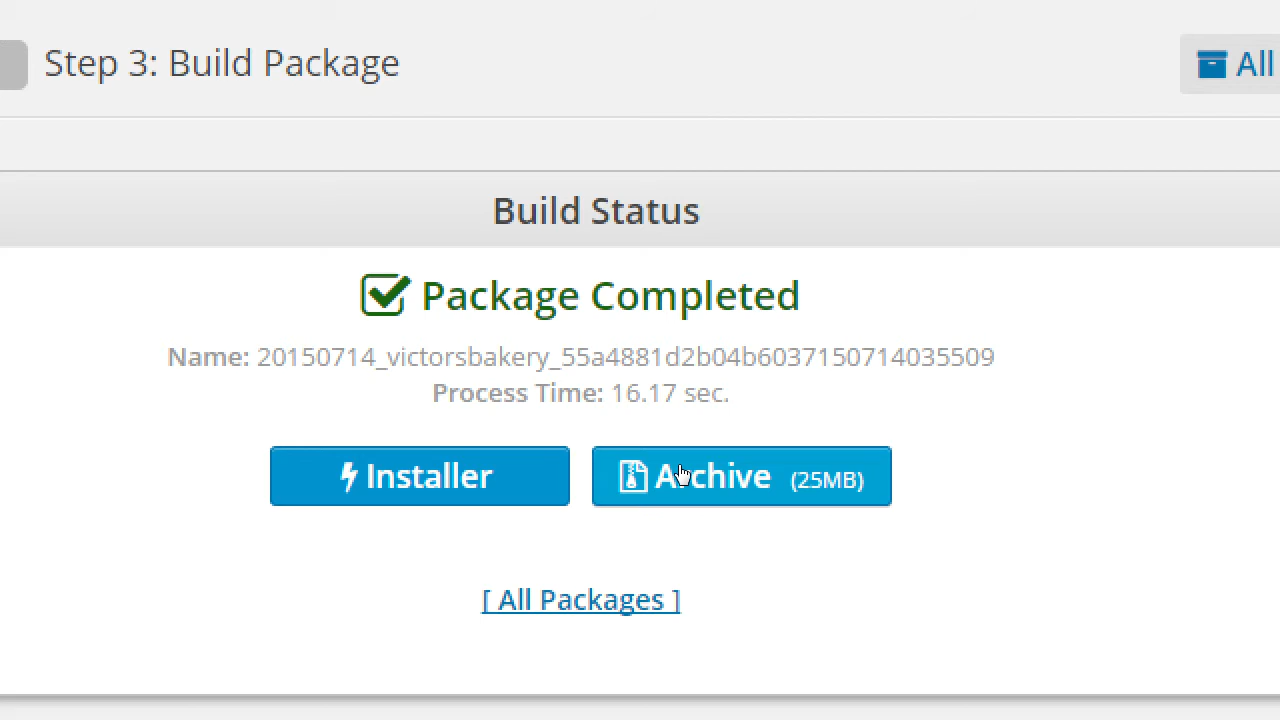 Step 3: Build Package
All
Build Status
Package Completed
Name: 20150714_victorsbakery_55a4881d2b04b6037150714035509
Process Time: 16.17 sec.
Installer
Archive (25MB)
[ All Packages ]